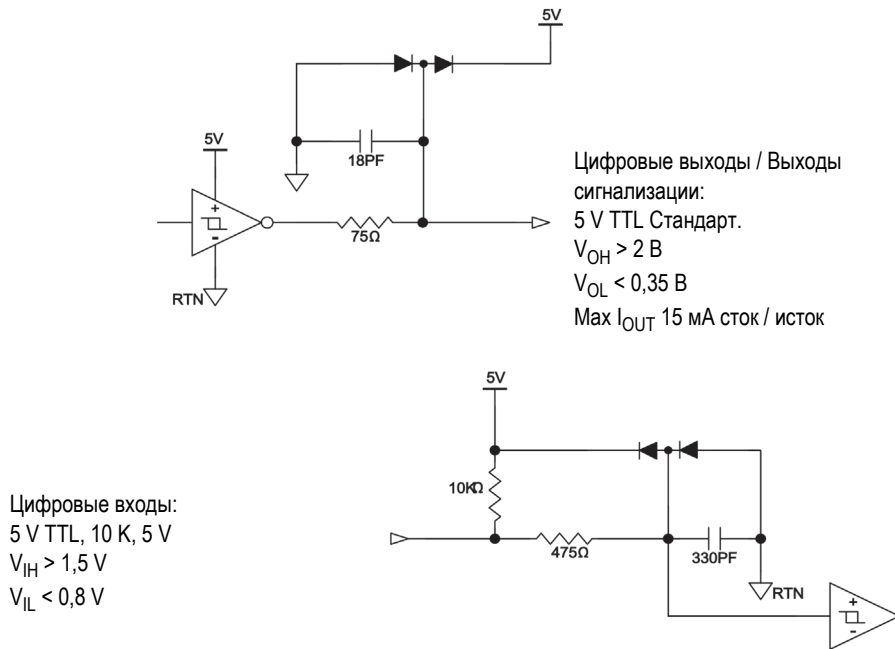 5V
5V
18PF
75Ω
RTN
Цифровые выходы / Выходы
сигнализации:
5 V TTL Стандарт.
VOH > 2 В
VOL < 0,35 В
Max IOUT 15 мА сток / исток
5V
10KΩ
475Ω
330PF
RTN
Цифровые входы:
5 V TTL, 10 K, 5 V
VIH > 1,5 V
VIL < 0,8 V